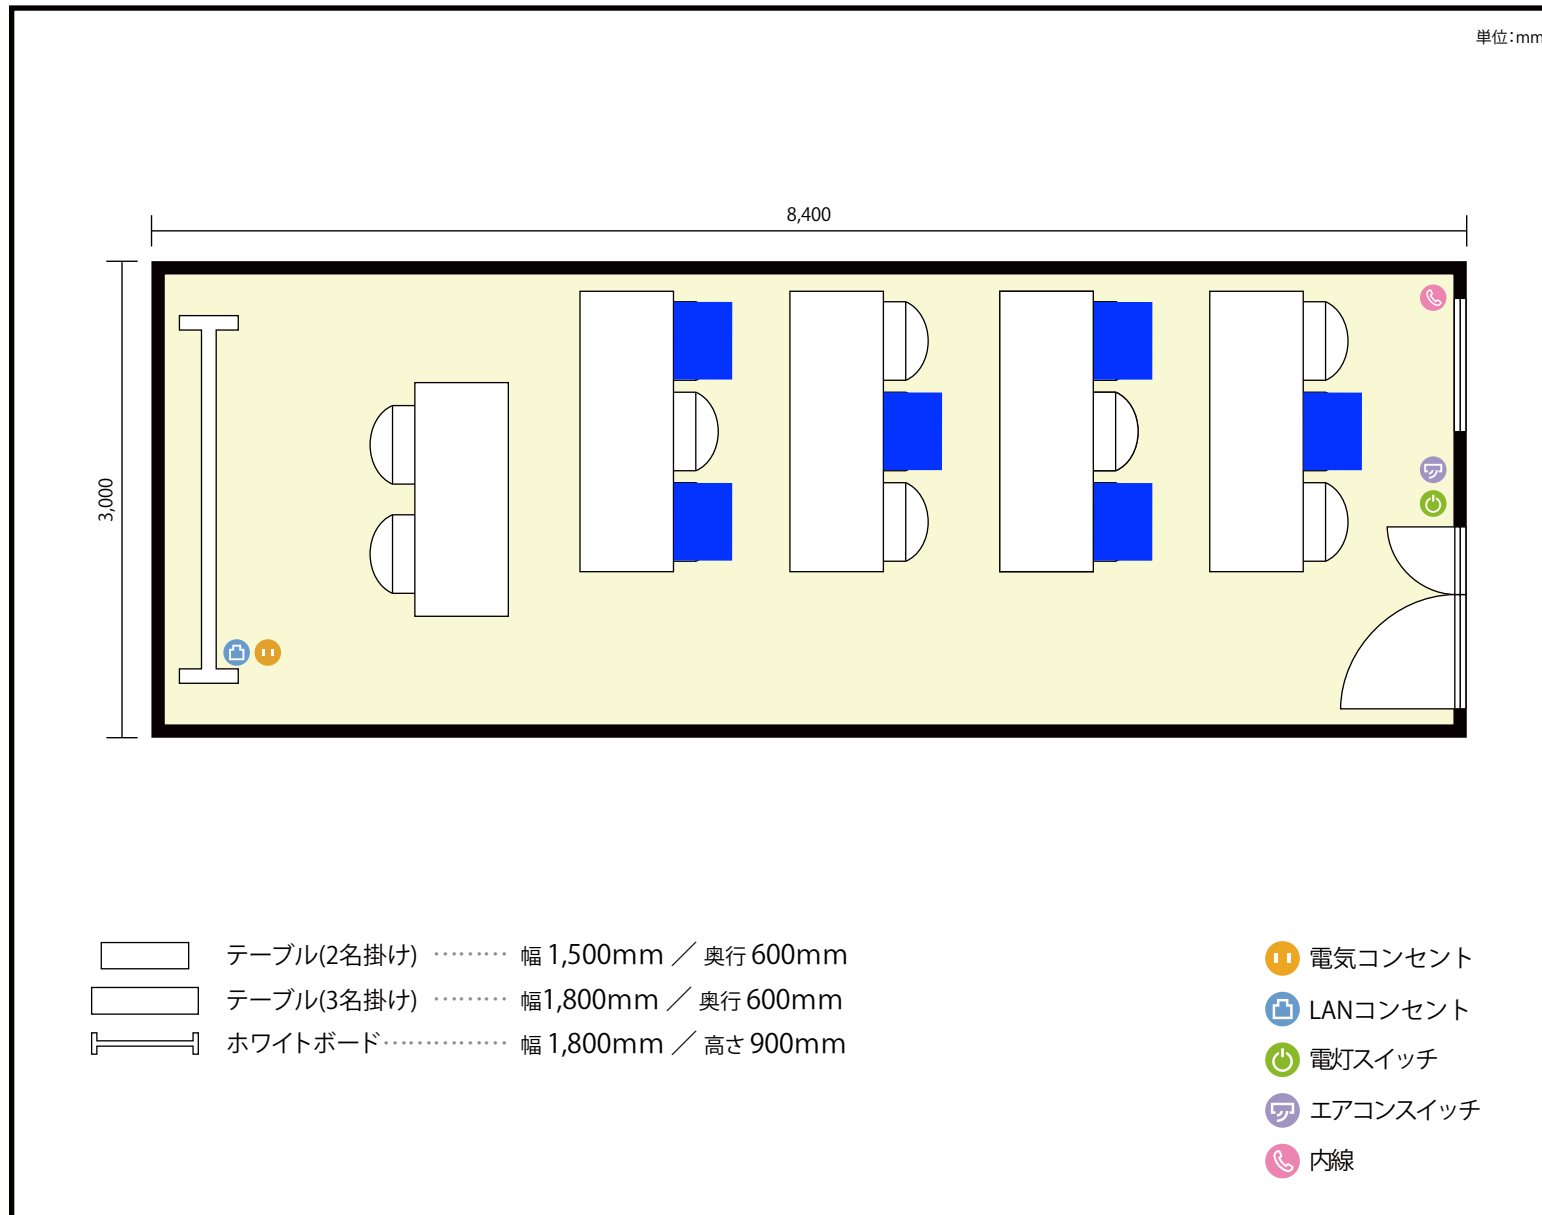 単位：mm
8,400
3,000
テーブル(2名掛け) ········· 幅 1,500mm ／ 奥行 600mm
テーブル(3名掛け) ········· 幅1,800mm ／ 奥行 600mm
ホワイトボード··············· 幅 1,800mm ／ 高さ 900mm
電気コンセント
LANコンセント
電灯スイッチ
エアコンスイッチ
内線